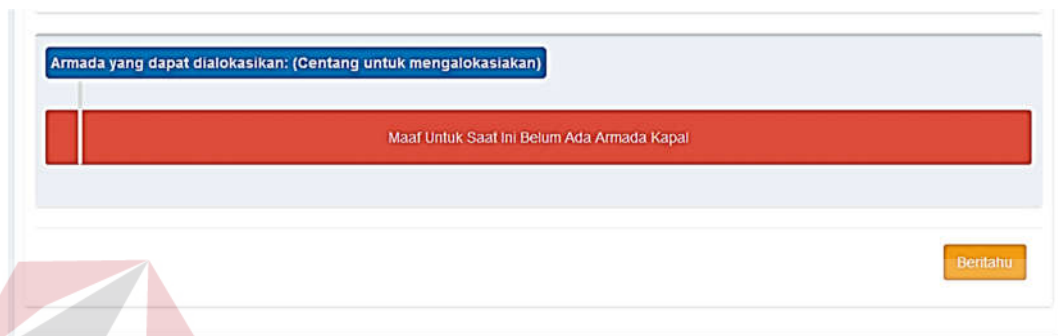 Armada yang dapat dialokasikan: (Centang untuk mengalokasiakan)
Maaf Untuk Saat Ini Belum Ada Armada Kapal
Beritahu